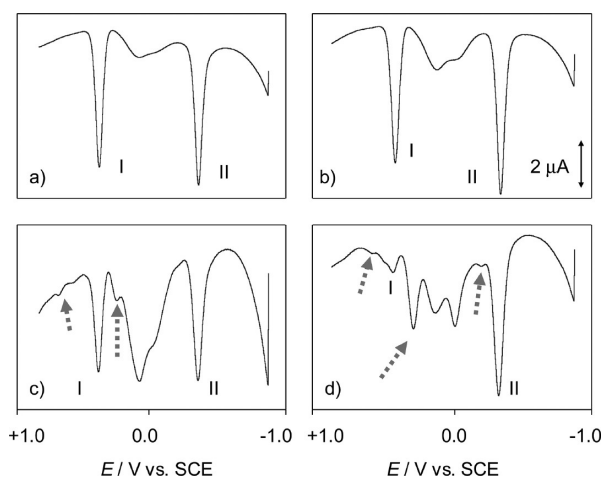 I
II
a)
I
II
2 μA
b)
I
II
c)
I
II
d)
+1.0 0.0 -1.0
+1.0 0.0 -1.0
E / V vs. SCE
E / V vs. SCE